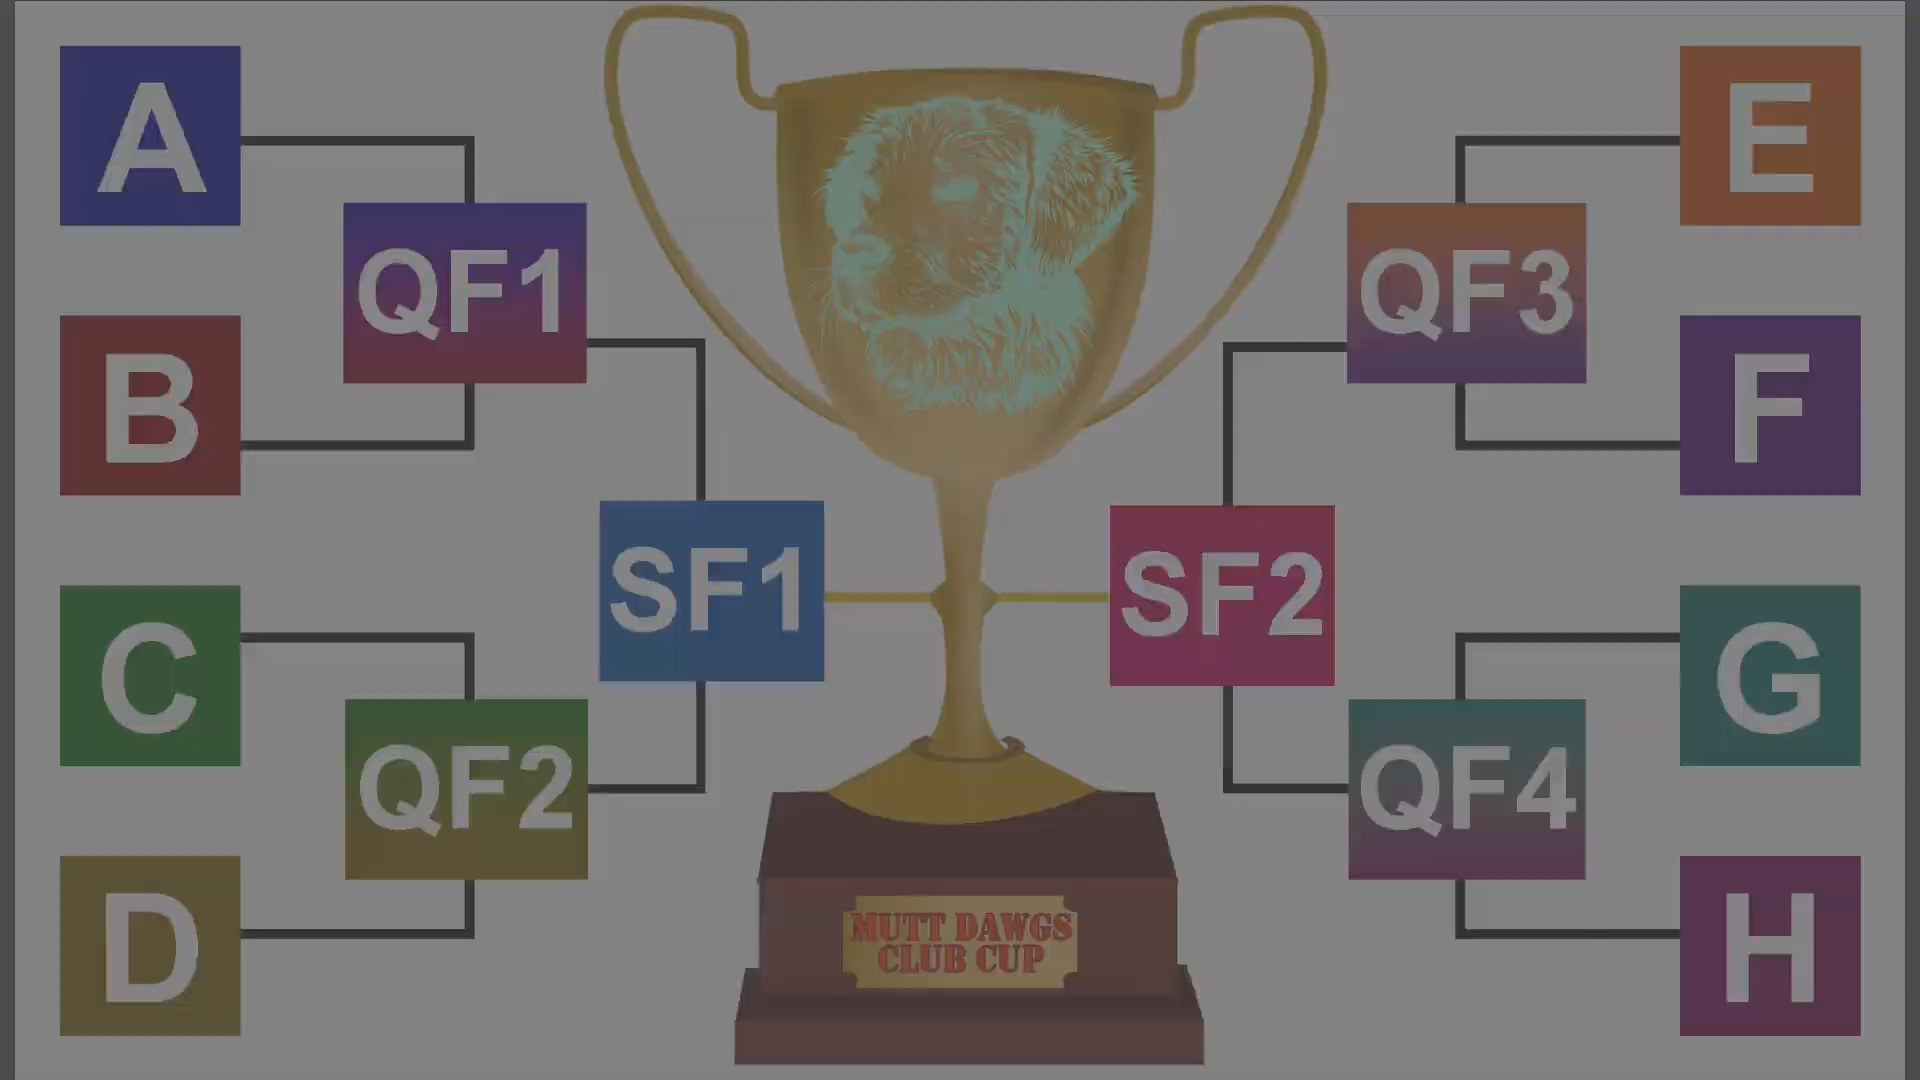 A
B
C
D
QF1
QF2
SF1
MUTT DAWGS
CLUB CUP
SF2
QF3
QF4
E
F
G
H